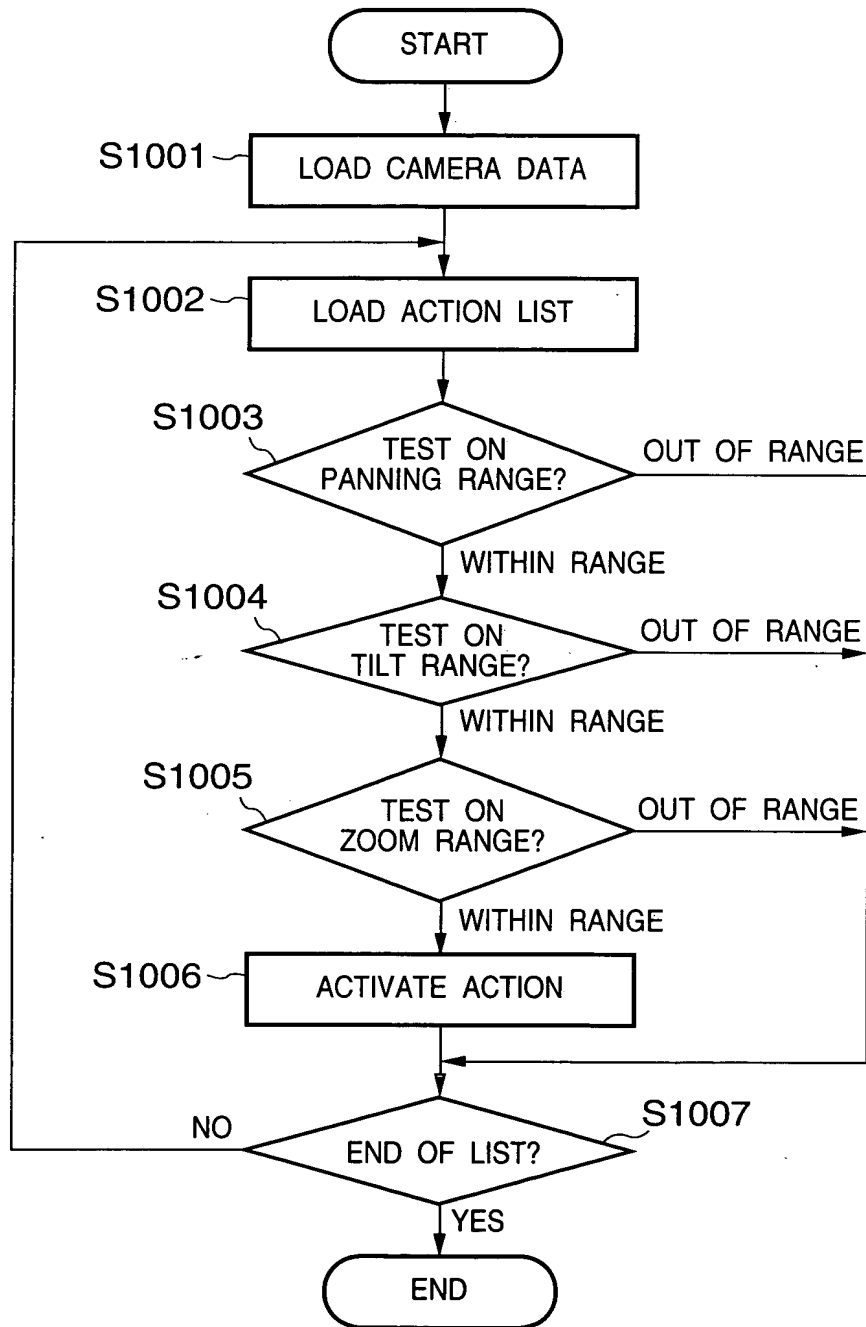 START
S1001
LOAD CAMERA DATA
S1002
LOAD ACTION LIST
S1003
TEST ON
PANNING RANGE?
OUT OF RANGE
WITHIN RANGE
S1004
TEST ON
TILT RANGE?
OUT OF RANGE
WITHIN RANGE
S1005
TEST ON
ZOOM RANGE?
OUT OF RANGE
WITHIN RANGE
S1006
ACTIVATE ACTION
S1007
NO
END OF LIST?
YES
END